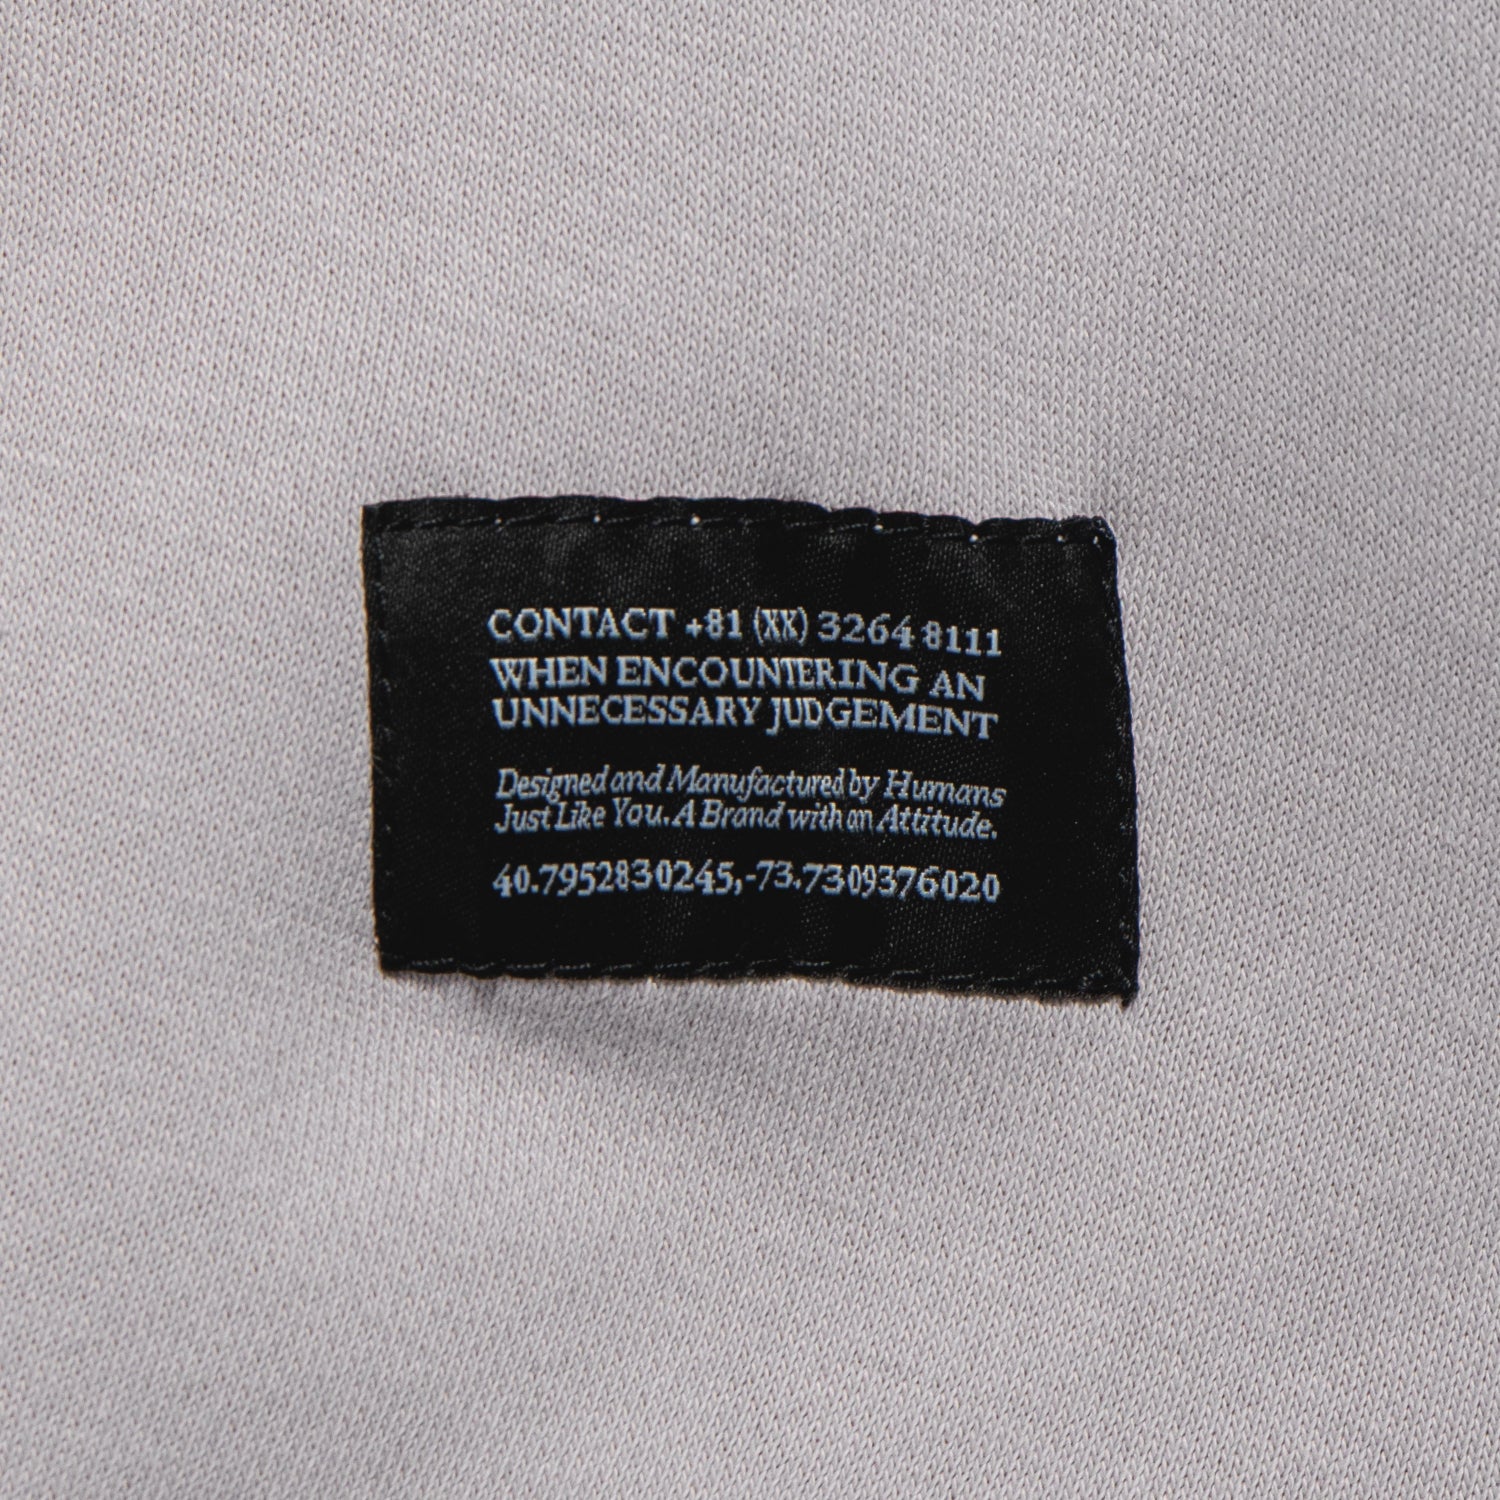 CONTACT +81 (XX) 3264 8111
WHEN ENCOUNTERING AN
UNNECESSARY JUDGEMENT
Designed and Manufactured by Humans
Just Like You. A Brand with an Attitude.
40.7952830245,-73.7309376020